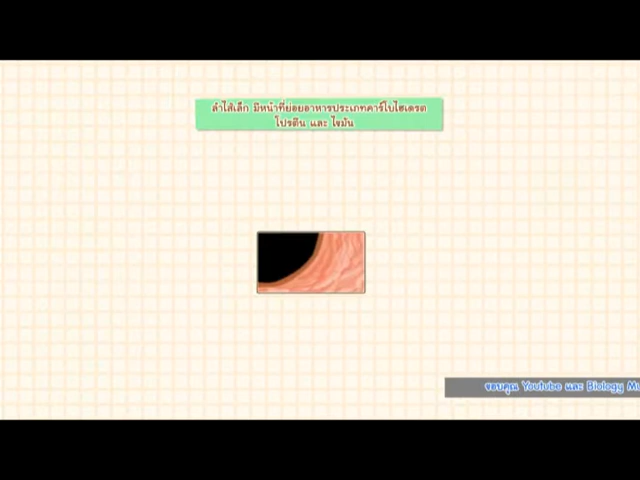 ลำไส้เล็ก มีหน้าที่ย่อยอาหารประเภทคาร์โบไฮเดรต
โปรตีน และ ไขมัน
ขอบคุณ Youtube และ Biology